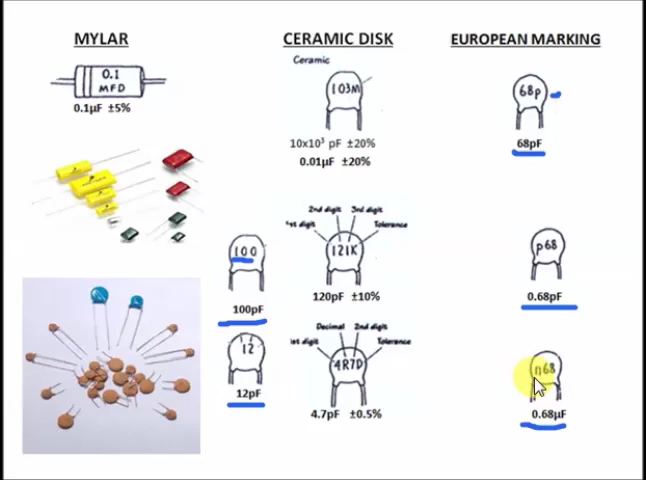 MYLAR
0.1
MFD
0.1µF ±5%
CERAMIC DISK
Ceramic
103M
10x10³ pF ±20%
0.01µF ±20%
2nd digit 3rd digit
1st digit Tolerance
100
121K
100pF
120pF ±10%
Decimal 2nd digit
1st digit Tolerance
12
4R7D
12pF
4.7pF ±0.5%
EUROPEAN MARKING
68p
68pF
p68
0.68pF
n68
0.68µF